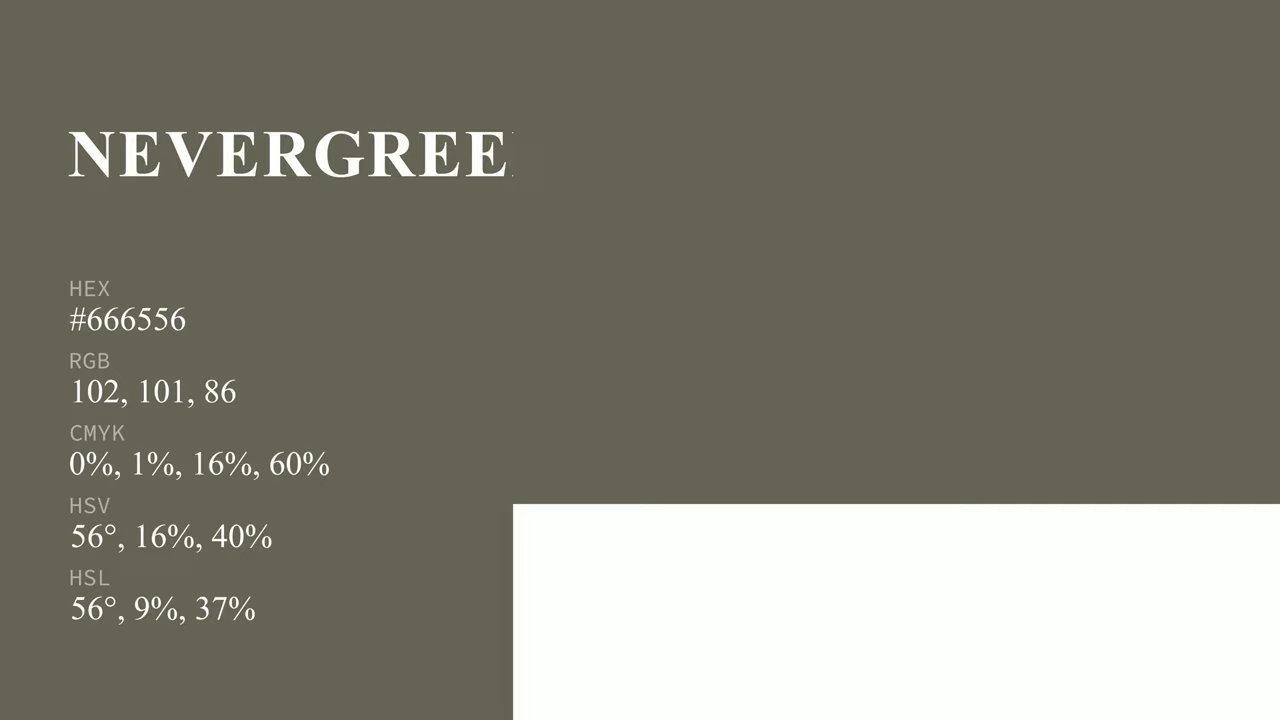 NEVERGREE
HEX
#666556
RGB
102, 101, 86
CMYK
0%, 1%, 16%, 60%
HSV
56°, 16%, 40%
HSL
56°, 9%, 37%